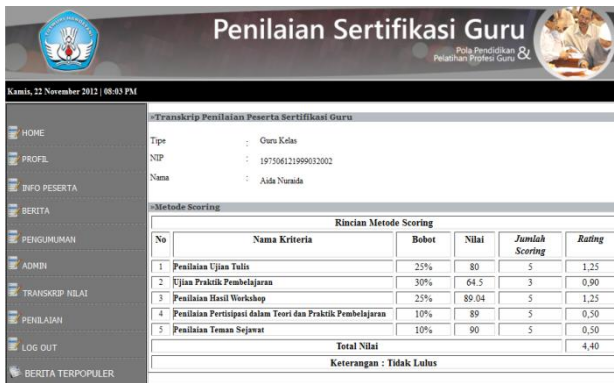 Penilaian Sertifikasi Guru
Pola Pendidikan &
Pelatihan Profesi Guru
Kamis, 22 November 2012 | 08:03 PM
HOME
PROFIL
INFO PESERTA
BERITA
PENGUMUMAN
ADMIN
TRANSKRIP NILAI
PENILAIAN
LOG OUT
BERITA TERPOPULER
»Transkrip Penilaian Peserta Sertifikasi Guru
Tipe : Guru Kelas
NIP : 197506121999032002
Nama : Aida Nuraida
»Metode Scoring
Rincian Metode Scoring
No Nama Kriteria Bobot Nilai Jumlah Scoring Rating
1 Penilaian Ujian Tulis 25% 80 5 1,25
2 Ujian Praktik Pembelajaran 30% 64.5 3 0,90
3 Penilaian Hasil Workshop 25% 89.04 5 1,25
4 Penilaian Pertisipasi dalam Teori dan Praktik Pembelajaran 10% 89 5 0,50
5 Penilaian Teman Sejawat 10% 90 5 0,50
Total Nilai 4,40
Keterangan : Tidak Lulus